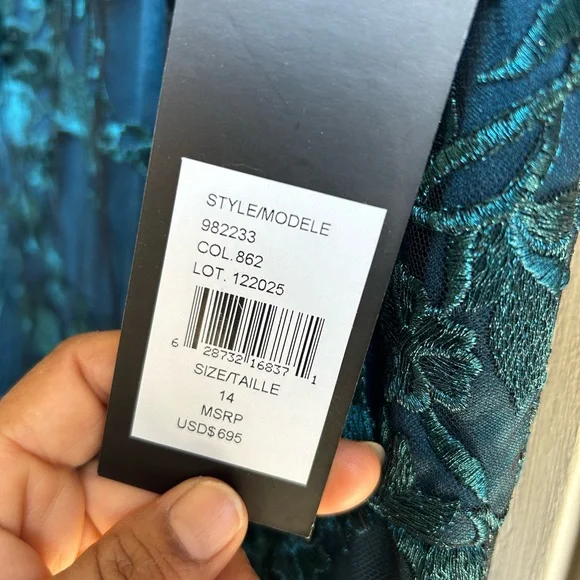 STYLE/MODELE
982233
COL.862
LOT. 122025
6 28732 16837 1
SIZE/TAILLE
14
MSRP
USD$695